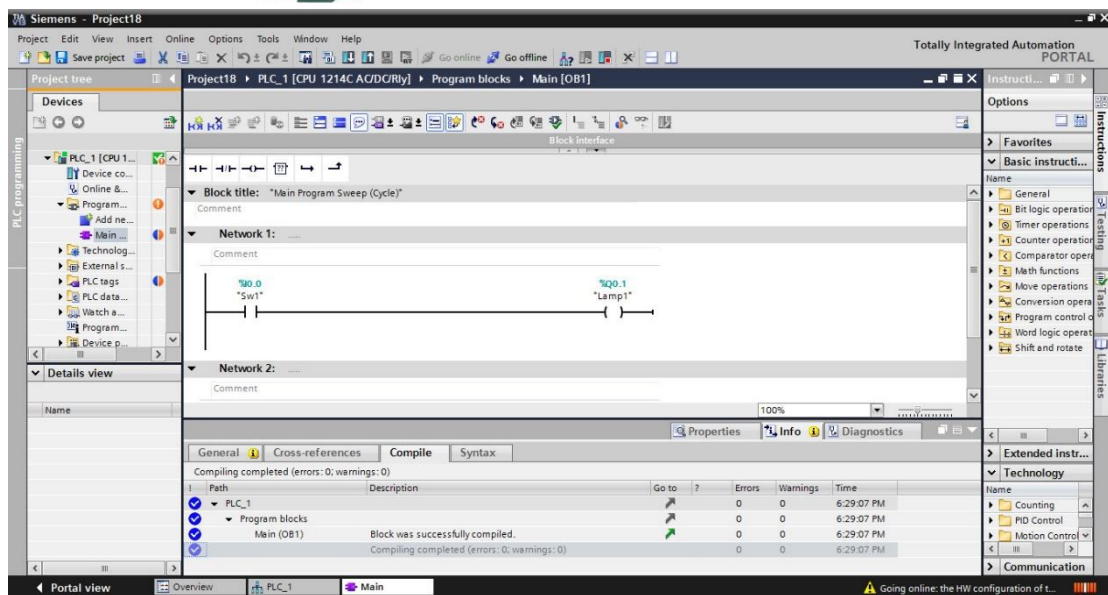 Siemens - Project18
Project Edit View Insert Online Options Tools Window Help
Save project
Go online
Go offline
Totally Integrated Automation
PORTAL
Project tree
Devices
PLC programming
PLC_1 [CPU 1...
Device co...
Online &...
Program...
Add ne...
Main ...
Technolog...
External s...
PLC tags
PLC data...
Watch a...
Program...
Device p...
Details view
Name
Project18 PLC_1 [CPU 1214C AC/DC/Rly] Program blocks Main [OB1]
Block interface
Block title: "Main Program Sweep (Cycle)"
Comment
Network 1: .....
Comment
%I0.0 %Q0.1
"Sw1" "Lamp1"
Network 2: .....
Comment
100%
Properties Info Diagnostics
General Cross-references Compile Syntax
Compiling completed (errors: 0; warnings: 0)
! Path Description Go to ? Errors Warnings Time
PLC_1 0 0 6:29:07 PM
Program blocks 0 0 6:29:07 PM
Main (OB1) Block was successfully compiled. 0 0 6:29:07 PM
Compiling completed (errors: 0; warnings: 0) 0 0 6:29:07 PM
Instructi...
Options
Favorites
Basic instructi...
Name
General
Bit logic operation
Timer operations
Counter operation
Comparator opera
Math functions
Move operations
Conversion opera
Program control o
Word logic operat
Shift and rotate
Extended instr...
Technology
Name
Counting
PID Control
Motion Control
Communication
Instructions
Testing
Tasks
Libraries
Portal view Overview PLC_1 Main Going online: the HW configuration of t...